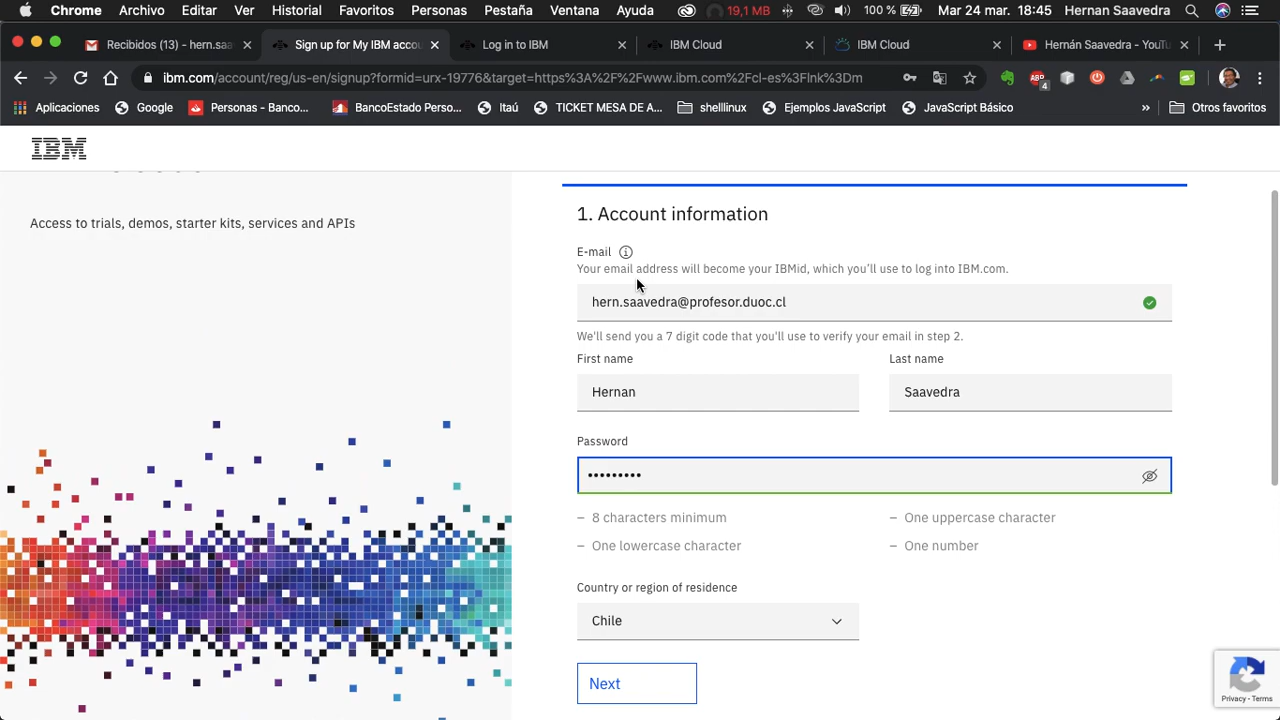 Chrome Archivo Editar Ver Historial Favoritos Personas Pestaña Ventana Ayuda 19,1 MB 100 % Mar 24 mar. 18:45 Hernan Saavedra
Recibidos (13) - hern.saa Sign up for My IBM accou Log in to IBM IBM Cloud IBM Cloud Hernán Saavedra - YouTu
ibm.com/account/reg/us-en/signup?formid=urx-19776&target=https%3A%2F%2Fwww.ibm.com%2Fcl-es%3Flnk%3Dm 4
Aplicaciones Google Personas - Banco... BancoEstado Perso... Itaú TICKET MESA DE A... shellinux Ejemplos JavaScript JavaScript Básico » Otros favoritos
IBM
Access to trials, demos, starter kits, services and APIs
1. Account information
E-mail
Your email address will become your IBMid, which you'll use to log into IBM.com.
hern.saavedra@profesor.duoc.cl
We'll send you a 7 digit code that you'll use to verify your email in step 2.
First name Last name
Hernan Saavedra
Password
•••••••••
– 8 characters minimum – One uppercase character
– One lowercase character – One number
Country or region of residence
Chile
Next
Privacy - Terms